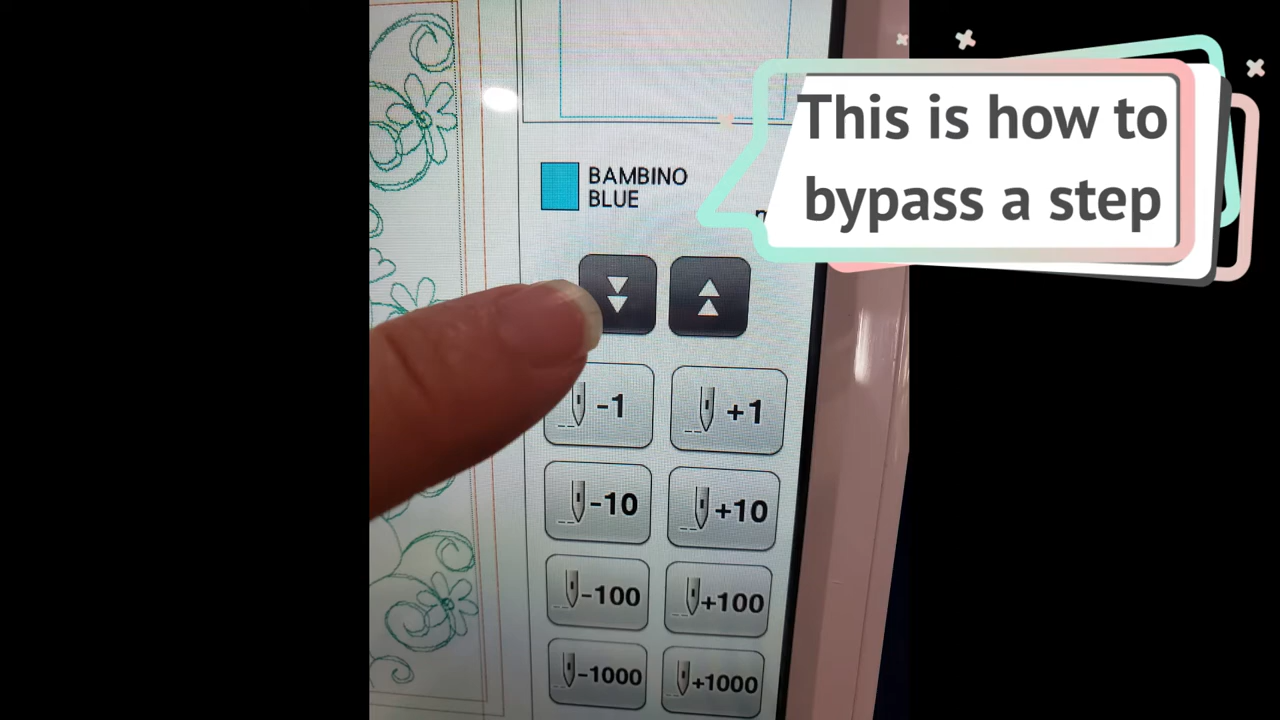 This is how to
bypass a step
BAMBINO
BLUE
-1
+1
-10
+10
-100
+100
-1000
+1000